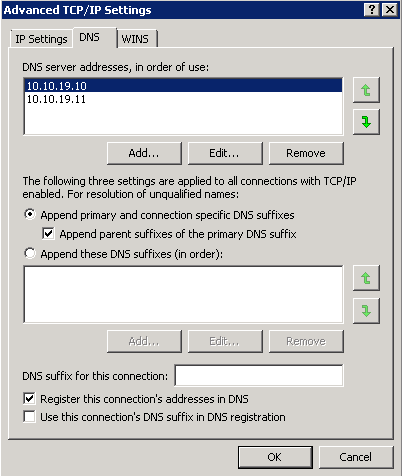 Advanced TCP/IP Settings
IP Settings
DNS
WINS
DNS server addresses, in order of use:
10.10.19.10
10.10.19.11
Add...
Edit...
Remove
The following three settings are applied to all connections with TCP/IP
enabled. For resolution of unqualified names:
Append primary and connection specific DNS suffixes
Append parent suffixes of the primary DNS suffix
Append these DNS suffixes (in order):
Add...
Edit...
Remove
DNS suffix for this connection:
Register this connection's addresses in DNS
Use this connection's DNS suffix in DNS registration
OK
Cancel